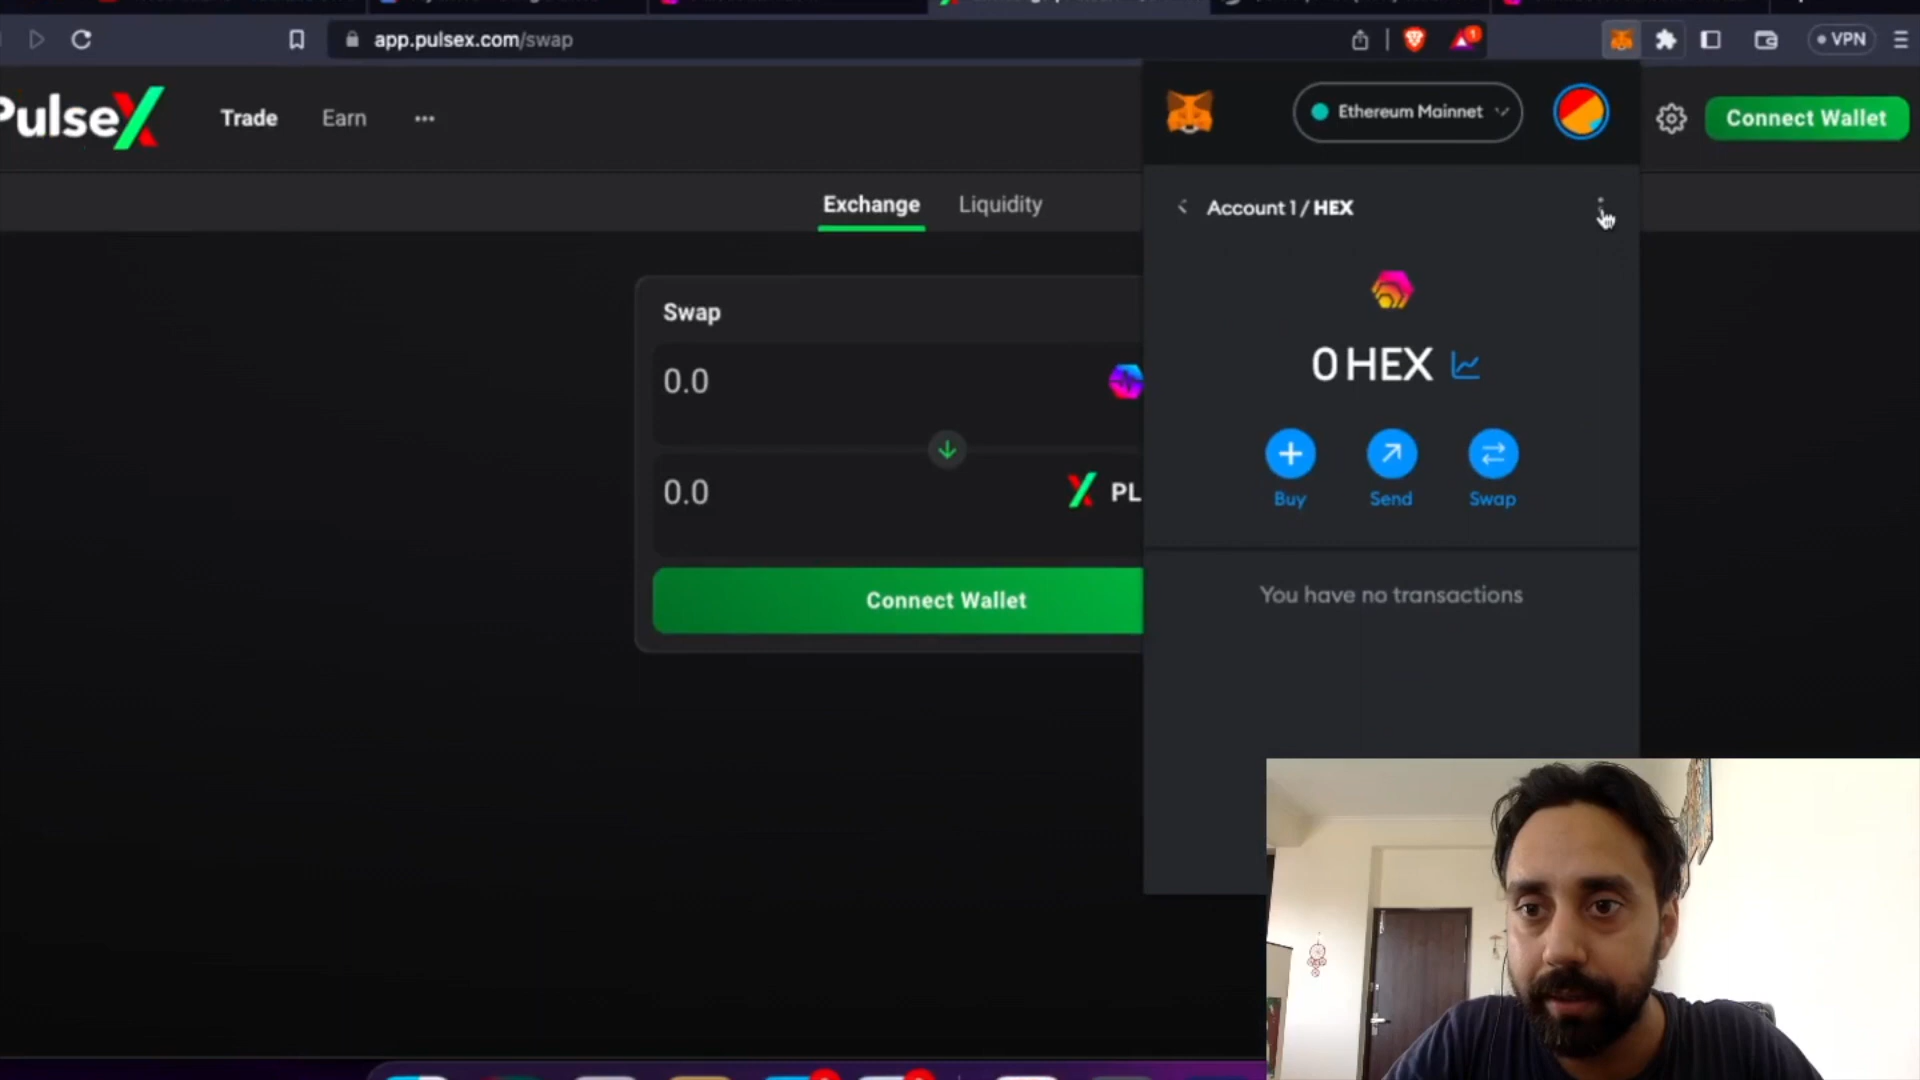 app.pulsex.com/swap
1
VPN
PulseX
Trade
Earn
Ethereum Mainnet
Connect Wallet
Exchange
Liquidity
Account 1 / HEX
Swap
0.0
0 HEX
0.0
PL
Buy
Send
Swap
Connect Wallet
You have no transactions